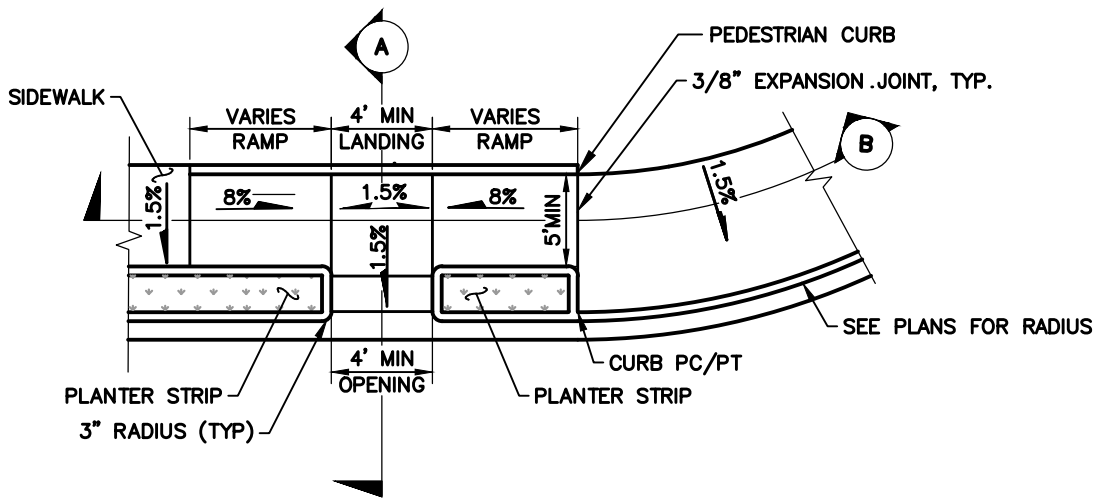 A
PEDESTRIAN CURB
3/8" EXPANSION JOINT, TYP.
SIDEWALK
VARIES
RAMP
4' MIN
LANDING
VARIES
RAMP
B
1.5%
8%
1.5%
8%
5'MIN
1.5%
1.5%
SEE PLANS FOR RADIUS
4' MIN
OPENING
CURB PC/PT
PLANTER STRIP
PLANTER STRIP
3" RADIUS (TYP)